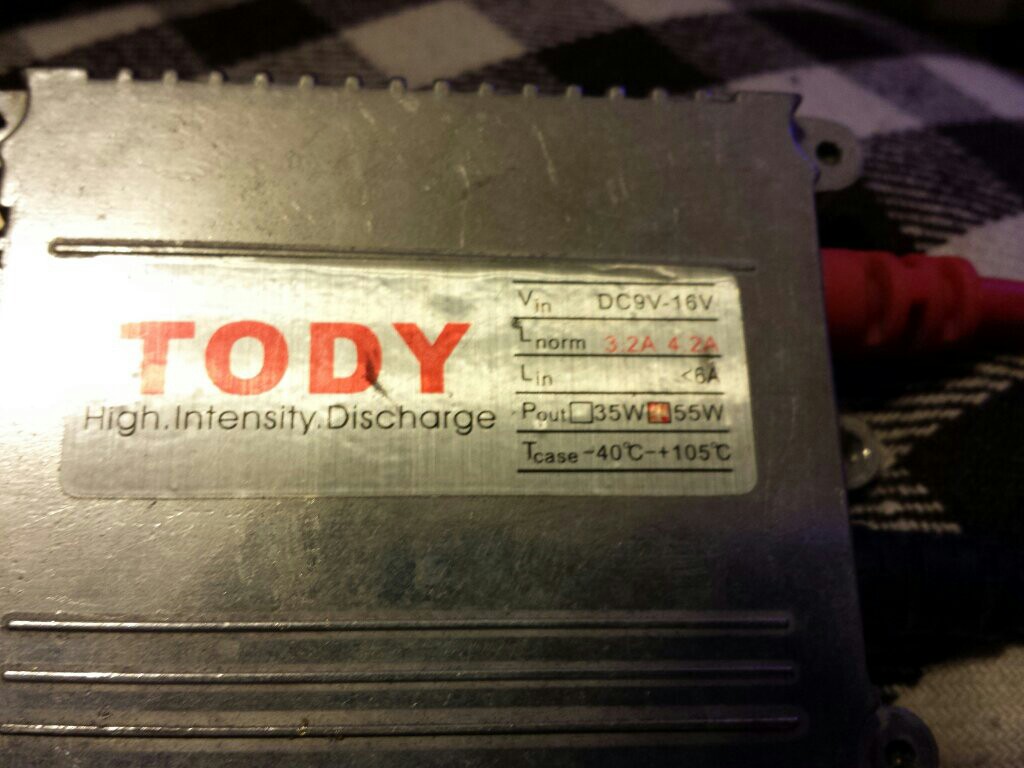 TODY
High.Intensity.Discharge
Vin DC9V-16V
Lnorm 3.2A 4.2A
Lin <6A
Pout□35W■55W
Tcase -40℃-+105℃